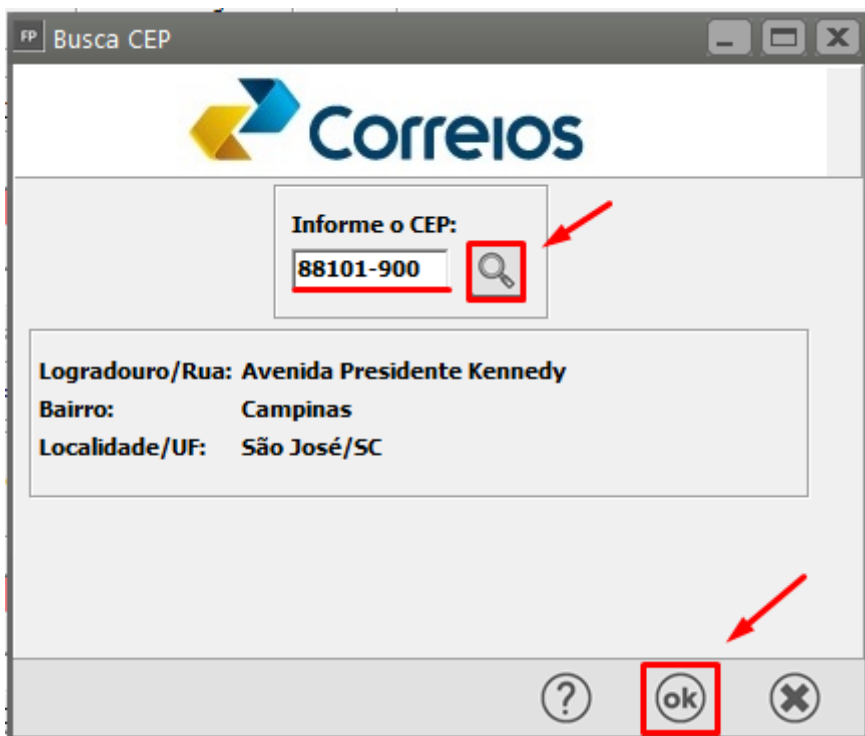 FP Busca CEP
Correios
Informe o CEP:
88101-900
Logradouro/Rua: Avenida Presidente Kennedy
Bairro: Campinas
Localidade/UF: São José/SC
? ok